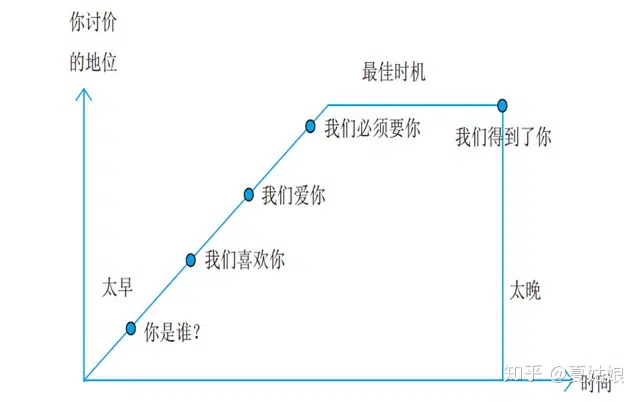 你讨价
的地位
最佳时机
我们必须要你
我们得到了你
我们爱你
我们喜欢你
太早
太晚
你是谁？
知乎 @夏姑娘
时间